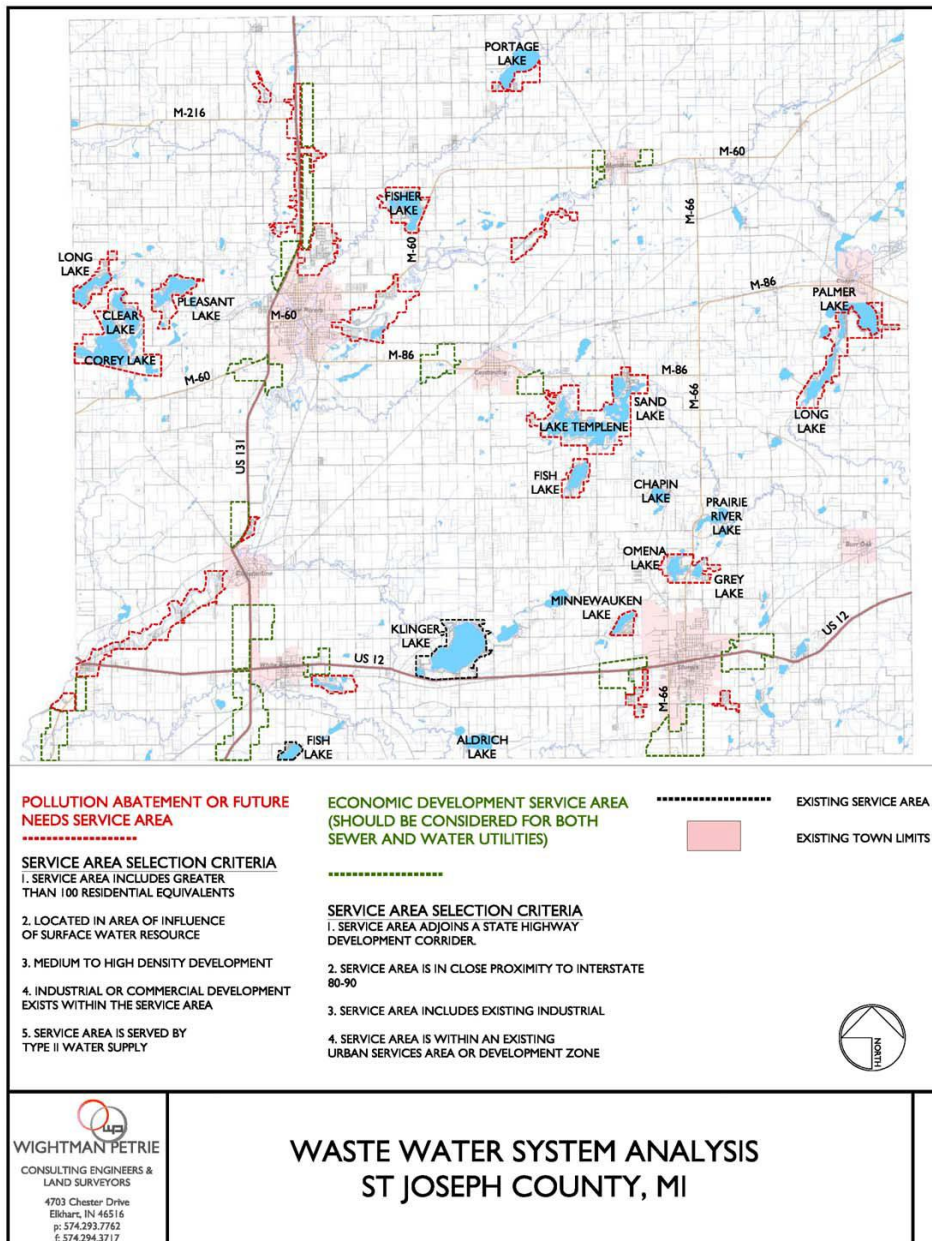 PORTAGE
LAKE
M-216
M-60
FISHER
LAKE
M-60
M-66
LONG
LAKE
PLEASANT
LAKE
CLEAR
LAKE
COREY LAKE
M-60
M-86
PALMER
LAKE
M-60
M-86
M-86
M-66
SAND
LAKE
LAKE TEMPLENE
LONG
LAKE
US 131
FISH
LAKE
CHAPIN
LAKE
PRAIRIE
RIVER
LAKE
OMENA
LAKE
GREY
LAKE
MINNEWAUKEN
LAKE
KLINGER
LAKE
US 12
US 12
M-66
FISH
LAKE
ALDRICH
LAKE
POLLUTION ABATEMENT OR FUTURE
NEEDS SERVICE AREA
SERVICE AREA SELECTION CRITERIA
1. SERVICE AREA INCLUDES GREATER
THAN 100 RESIDENTIAL EQUIVALENTS
2. LOCATED IN AREA OF INFLUENCE
OF SURFACE WATER RESOURCE
3. MEDIUM TO HIGH DENSITY DEVELOPMENT
4. INDUSTRIAL OR COMMERCIAL DEVELOPMENT
EXISTS WITHIN THE SERVICE AREA
5. SERVICE AREA IS SERVED BY
TYPE II WATER SUPPLY
ECONOMIC DEVELOPMENT SERVICE AREA
(SHOULD BE CONSIDERED FOR BOTH
SEWER AND WATER UTILITIES)
SERVICE AREA SELECTION CRITERIA
1. SERVICE AREA ADJOINS A STATE HIGHWAY
DEVELOPMENT CORRIDER.
2. SERVICE AREA IS IN CLOSE PROXIMITY TO INTERSTATE
80-90
3. SERVICE AREA INCLUDES EXISTING INDUSTRIAL
4. SERVICE AREA IS WITHIN AN EXISTING
URBAN SERVICES AREA OR DEVELOPMENT ZONE
EXISTING SERVICE AREA
EXISTING TOWN LIMITS
NORTH
wp
WIGHTMAN PETRIE
CONSULTING ENGINEERS &
LAND SURVEYORS
4703 Chester Drive
Elkhart, IN 46516
p: 574.293.7762
f: 574.294.3717
WASTE WATER SYSTEM ANALYSIS
ST JOSEPH COUNTY, MI